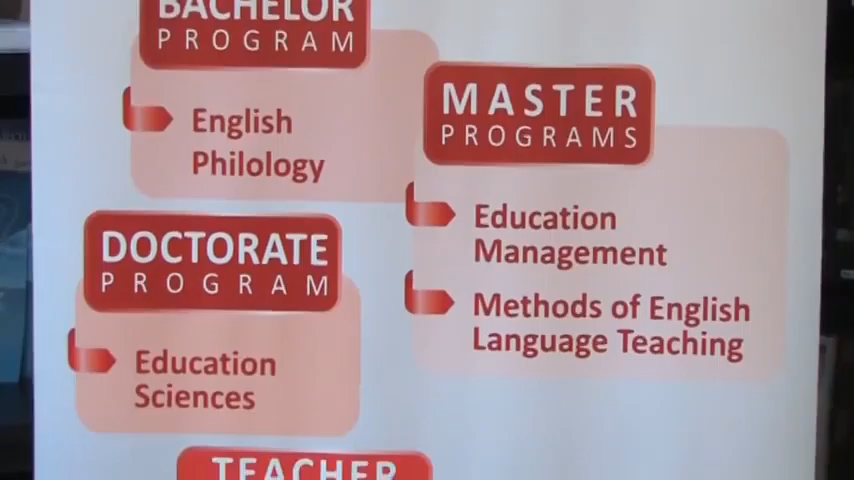 BACHELOR
PROGRAM
English
Philology
MASTER
PROGRAMS
Education
Management
Methods of English
Language Teaching
DOCTORATE
PROGRAM
Education
Sciences
TEACHER